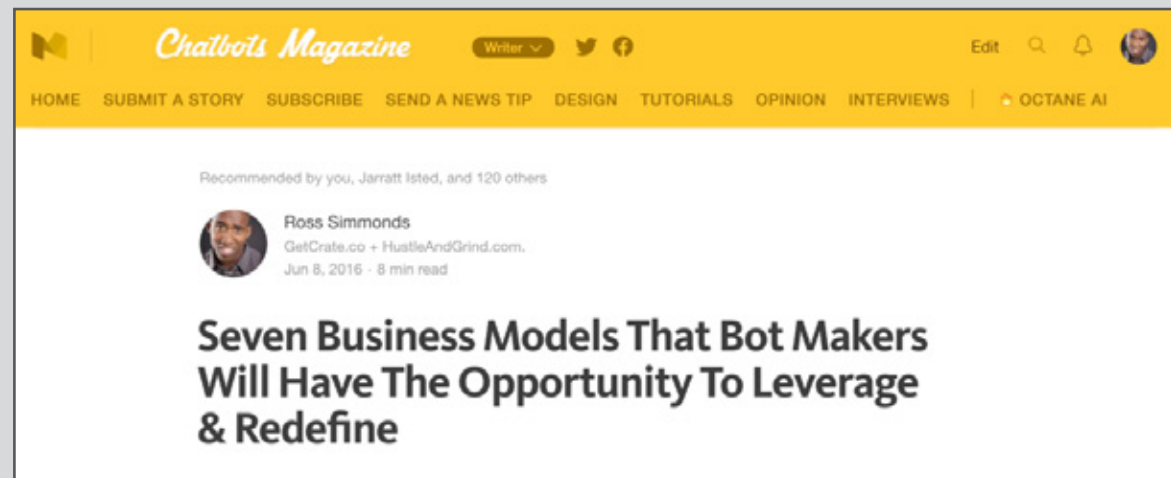 Chatbots Magazine Writer Edit
HOME SUBMIT A STORY SUBSCRIBE SEND A NEWS TIP DESIGN TUTORIALS OPINION INTERVIEWS OCTANE AI
Recommended by you, Jarratt Isted, and 120 others
Ross Simmonds
GetCrate.co + HustleAndGrind.com.
Jun 8, 2016 · 8 min read
Seven Business Models That Bot Makers
Will Have The Opportunity To Leverage
& Redefine